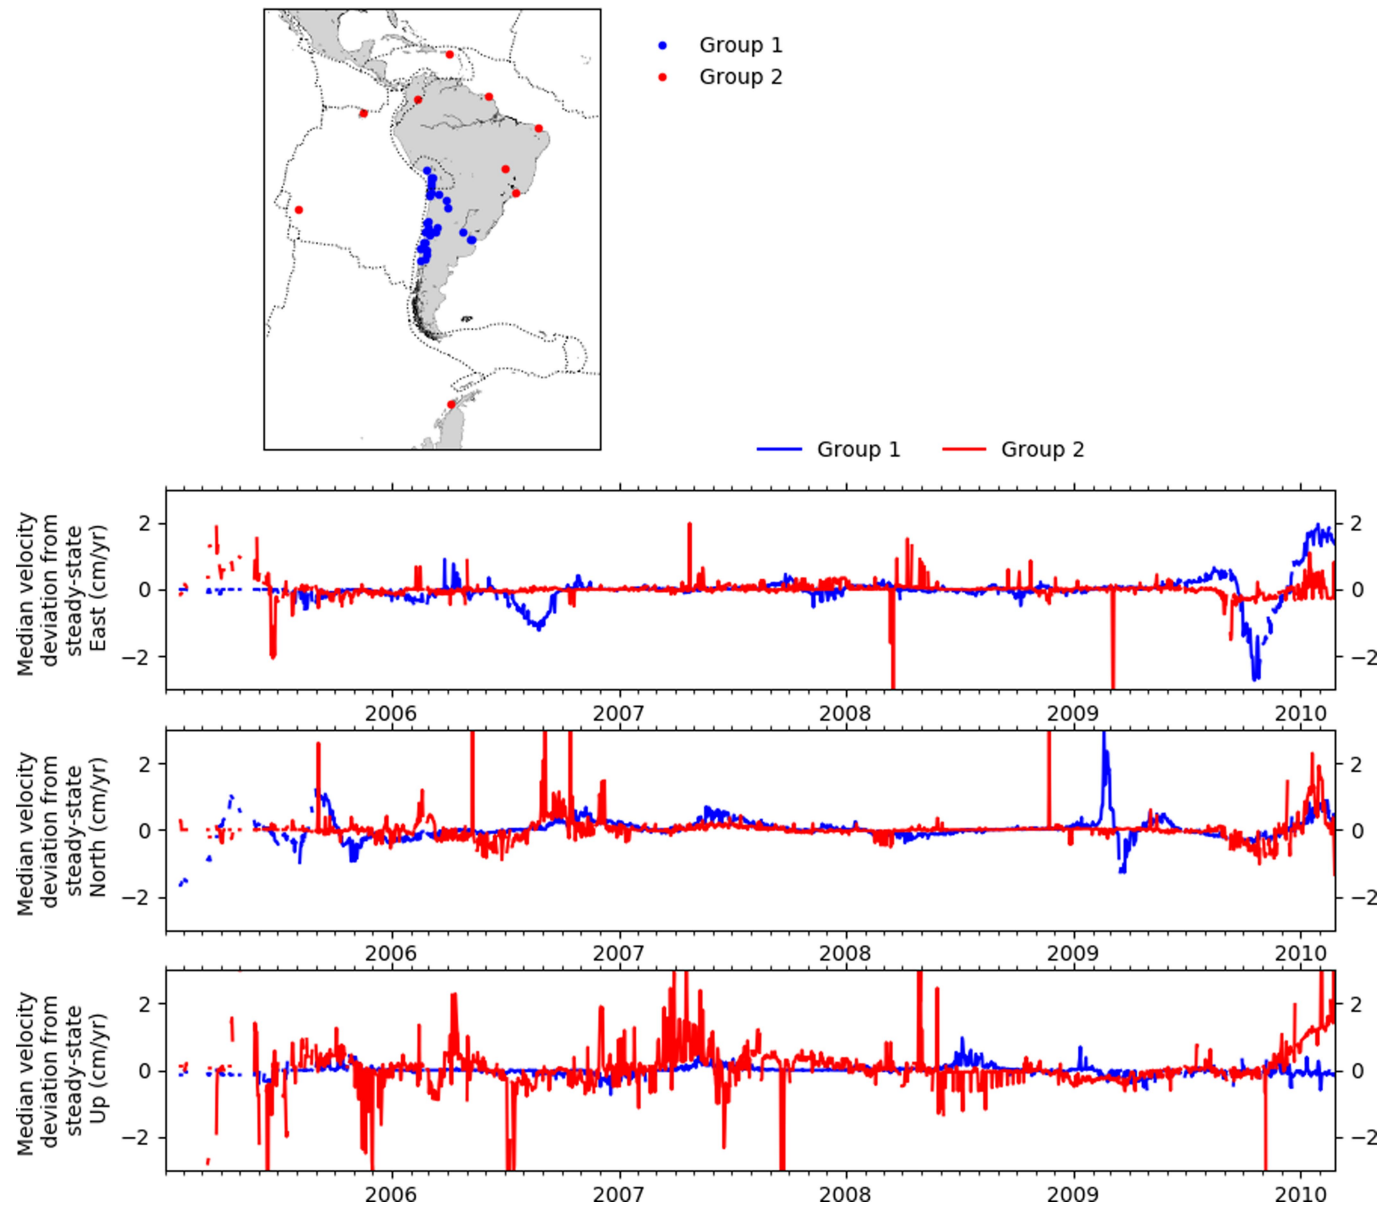 Group 1
Group 2
Group 1 Group 2
Median velocity
deviation from
steady-state
East (cm/yr)
2 2
0 0
−2 −2
2006 2007 2008 2009 2010
Median velocity
deviation from
steady-state
North (cm/yr)
2 2
0 0
−2 −2
2006 2007 2008 2009 2010
Median velocity
deviation from
steady-state
Up (cm/yr)
2 2
0 0
−2 −2
2006 2007 2008 2009 2010